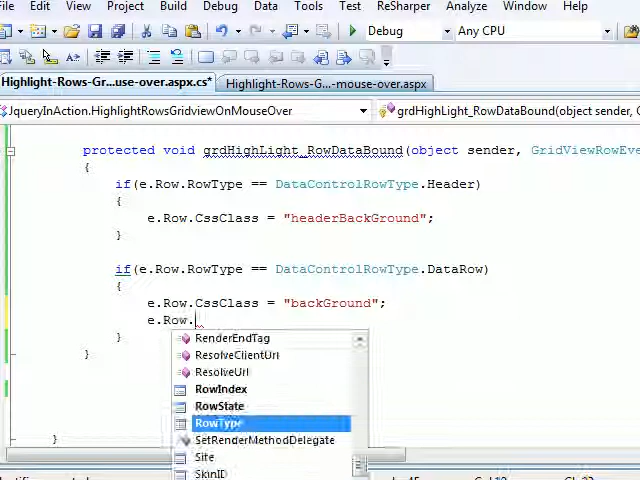 File Edit View Project Build Debug Data Tools Test ReSharper Analyze Window Help
Debug Any CPU
Highlight-Rows-Gr...use-over.aspx.cs* Highlight-Rows-G...-mouse-over.aspx
JqueryInAction.HighlightRowsGridviewOnMouseOver grdHighLight_RowDataBound(object sender, G
protected void grdHighLight_RowDataBound(object sender, GridViewRowEve
{
if(e.Row.RowType == DataControlRowType.Header)
{
e.Row.CssClass = "headerBackGround";
}
if(e.Row.RowType == DataControlRowType.DataRow)
{
e.Row.CssClass = "backGround";
e.Row.
}
}
}
RenderEndTag
ResolveClientUrl
ResolveUrl
RowIndex
RowState
RowType
SetRenderMethodDelegate
Site
SkinID